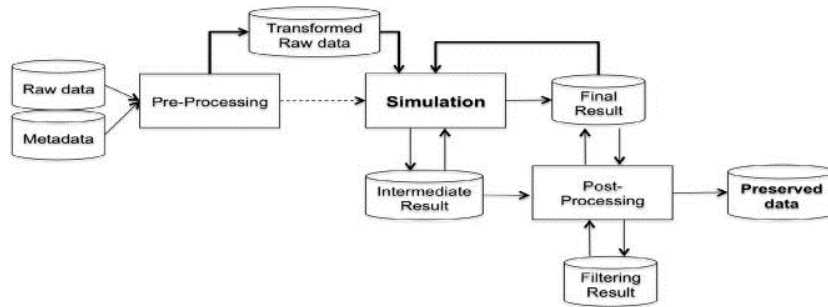 Transformed
Raw data
Raw data
Metadata
Pre-Processing
Simulation
Final
Result
Intermediate
Result
Post-
Processing
Preserved
data
Filtering
Result